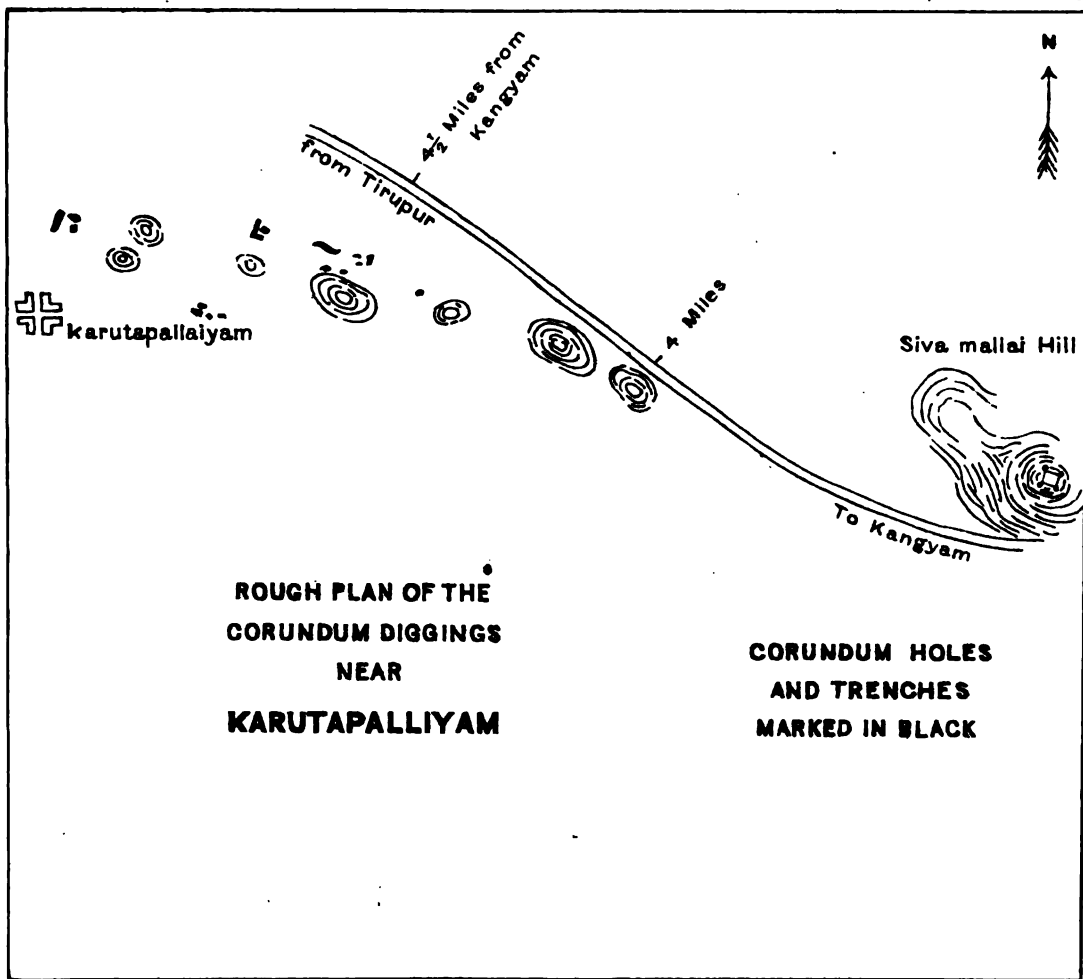 N
4½ Miles from
Kangyam
from Tirupur
4 Miles
Karutapallaiyam
Siva mallai Hill
To Kangyam
ROUGH PLAN OF THE
CORUNDUM DIGGINGS
NEAR
KARUTAPALLIYAM
CORUNDUM HOLES
AND TRENCHES
MARKED IN BLACK